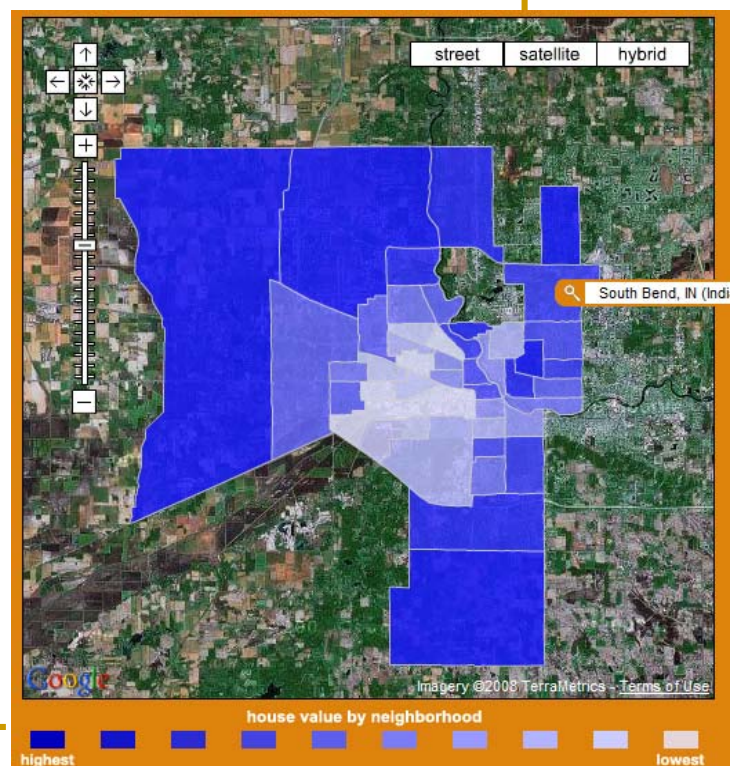 street satellite hybrid
South Bend, IN (Indi
Google
Imagery ©2008 TerraMetrics - Terms of Use
house value by neighborhood
highest lowest